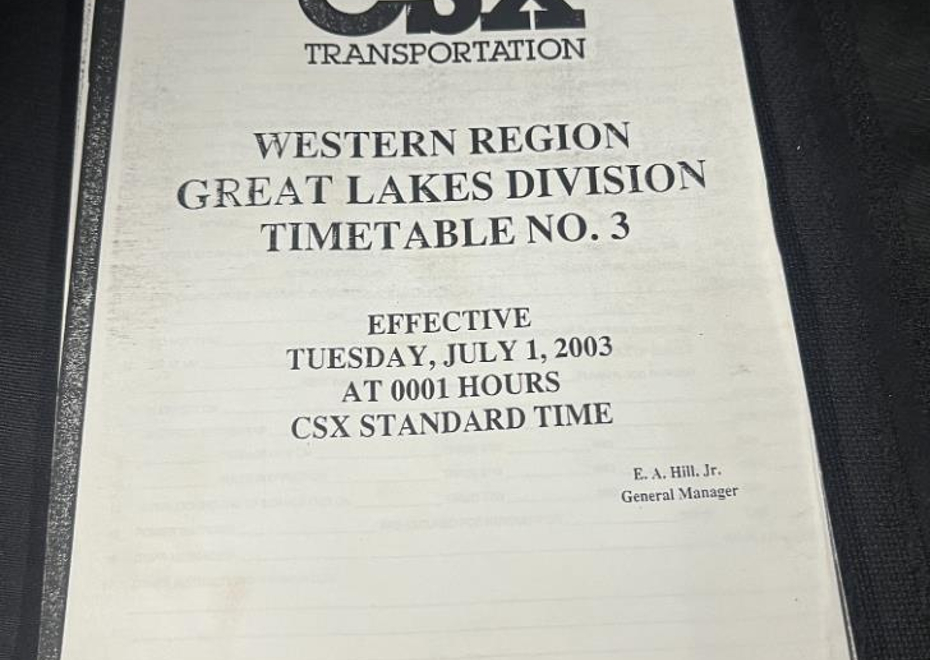 CSX
TRANSPORTATION
WESTERN REGION
GREAT LAKES DIVISION
TIMETABLE NO. 3
EFFECTIVE
TUESDAY, JULY 1, 2003
AT 0001 HOURS
CSX STANDARD TIME
E. A. Hill, Jr.
General Manager